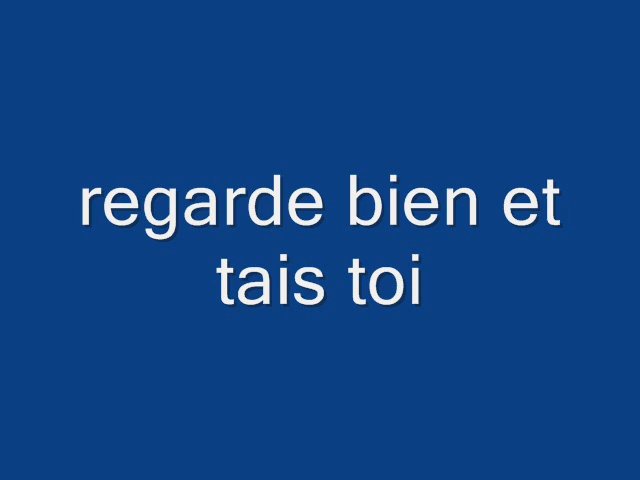 regarde bien et
tais toi